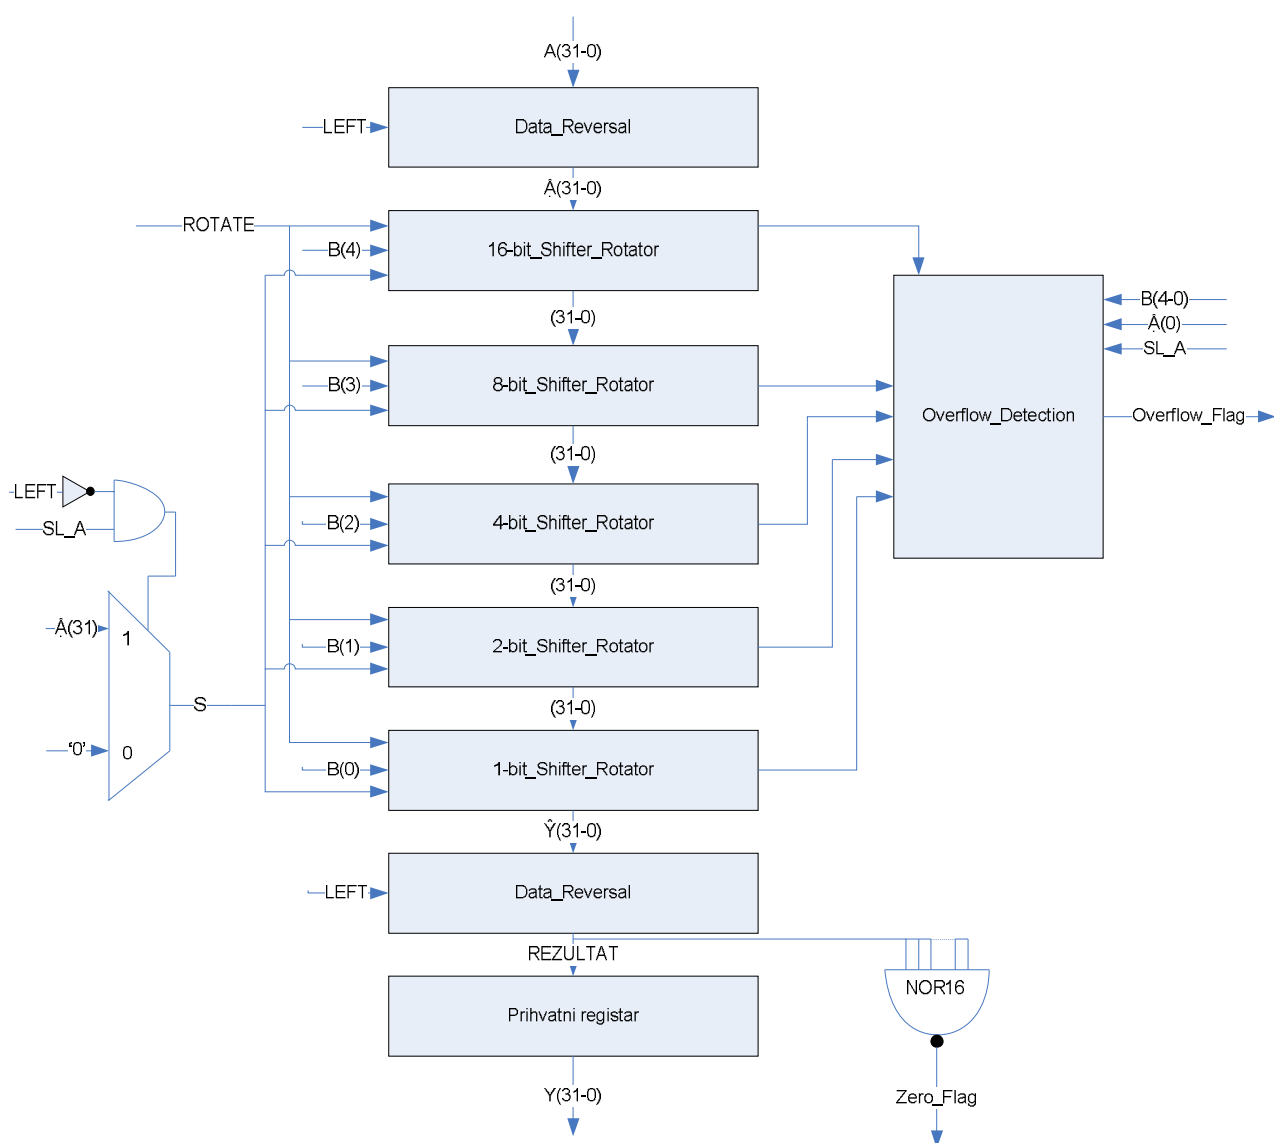 A(31-0)
LEFT
Data_Reversal
Â(31-0)
ROTATE
B(4)
16-bit_Shifter_Rotator
(31-0)
B(3)
8-bit_Shifter_Rotator
(31-0)
B(2)
4-bit_Shifter_Rotator
(31-0)
B(1)
2-bit_Shifter_Rotator
(31-0)
B(0)
1-bit_Shifter_Rotator
Ŷ(31-0)
LEFT
Data_Reversal
REZULTAT
Prihvatni registar
Y(31-0)
LEFT
SL_A
Â(31)
1
S
'0'
0
B(4-0)
Â(0)
SL_A
Overflow_Detection
Overflow_Flag
NOR16
Zero_Flag